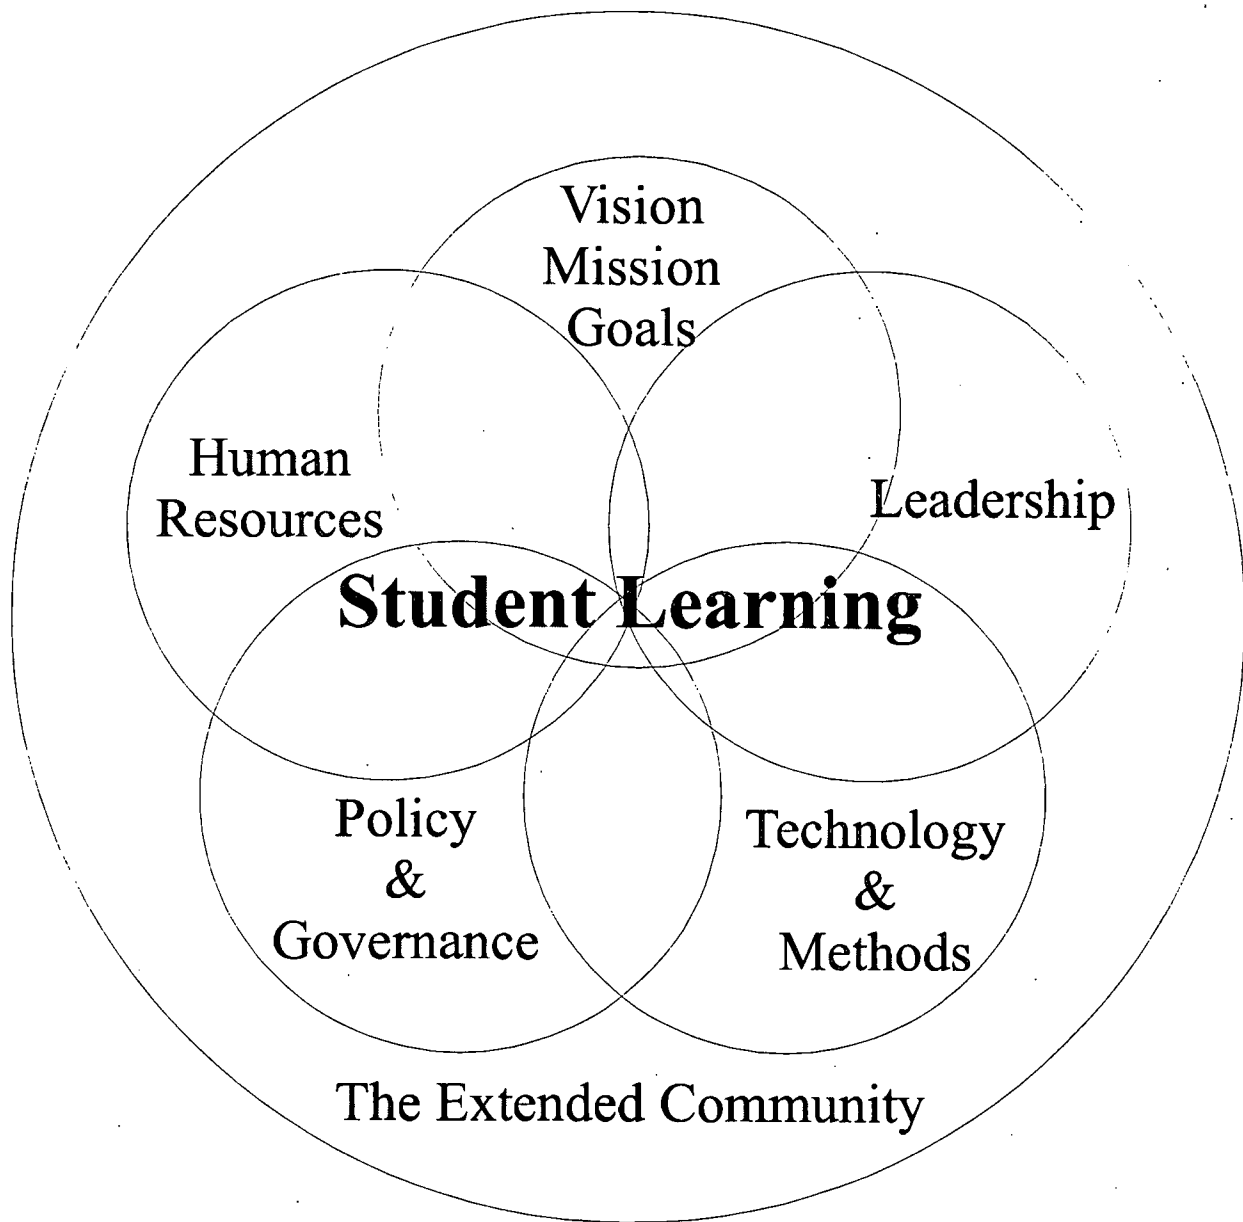 Vision
Mission
Goals
Human
Resources
Leadership
Student Learning
Policy
&
Governance
Technology
&
Methods
The Extended Community